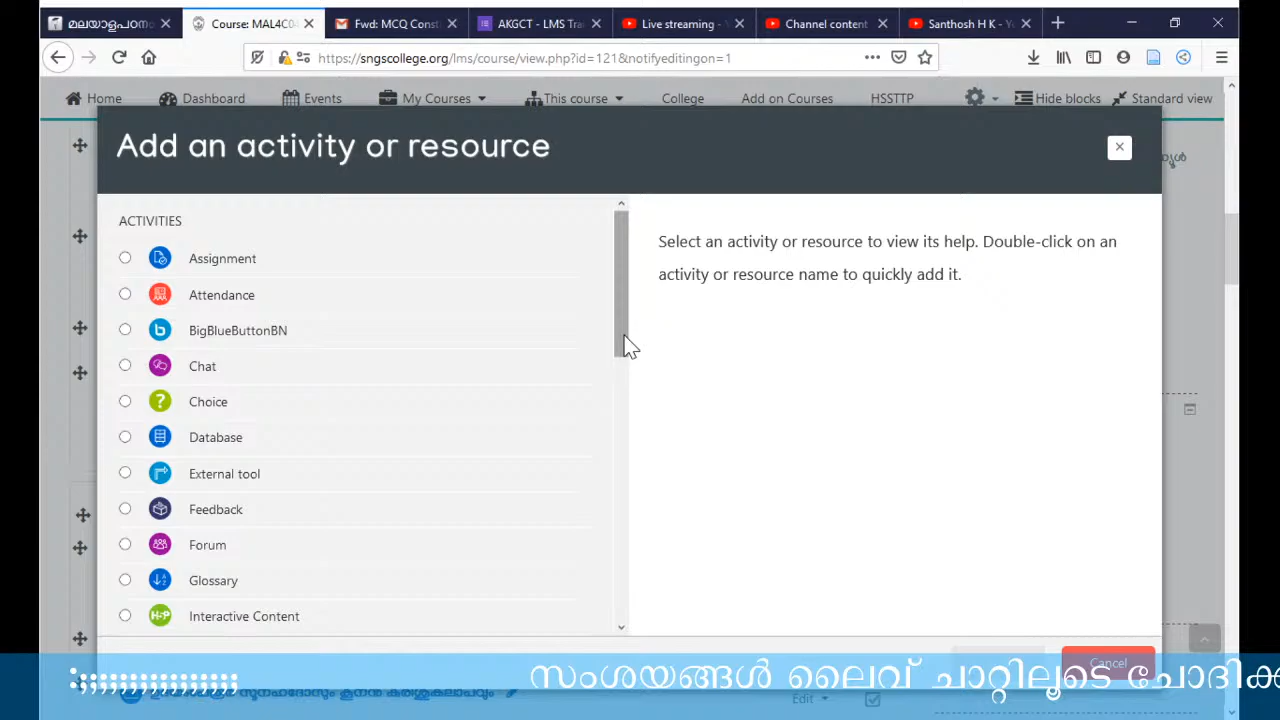 മലയാളപഠന
Course: MAL4C04
Fwd: MCQ Const
AKGCT - LMS Tra
Live streaming - Y
Channel content
Santhosh H K - Yo
https://sngscollege.org/lms/course/view.php?id=121&notifyeditingon=1
Home Dashboard Events My Courses This course College Add on Courses HSSTTP Hide blocks Standard view
Add an activity or resource
ACTIVITIES
Assignment
Attendance
BigBlueButtonBN
Chat
Choice
Database
External tool
Feedback
Forum
Glossary
H-P Interactive Content
Select an activity or resource to view its help. Double-click on an
activity or resource name to quickly add it.
Cancel
സംശയങ്ങൾ ലൈവ് ചാറ്റിലൂടെ ചോദിക്ക
Edit